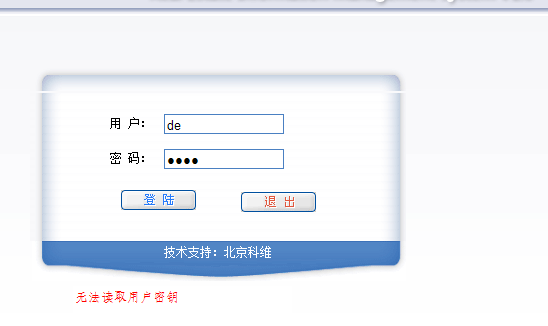 用 户：
de
密 码：
●●●●
登 陆
退 出
技术支持：北京科维
无法读取用户密钥